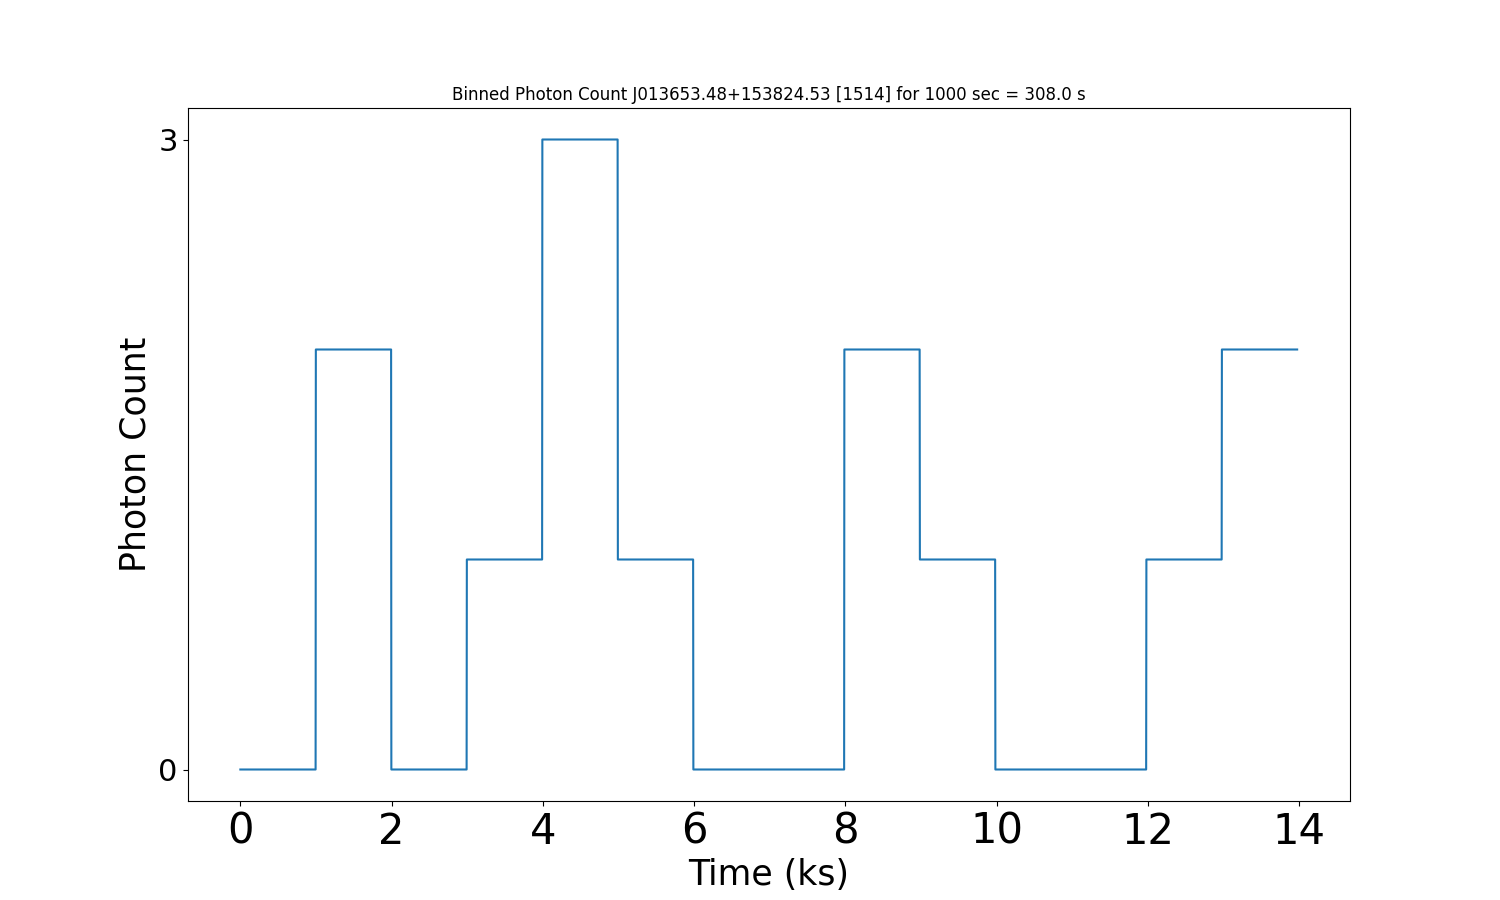 Binned Photon Count J013653.48+153824.53 [1514] for 1000 sec = 308.0 s
3
Photon Count
0
0 2 4 6 8 10 12 14
Time (ks)